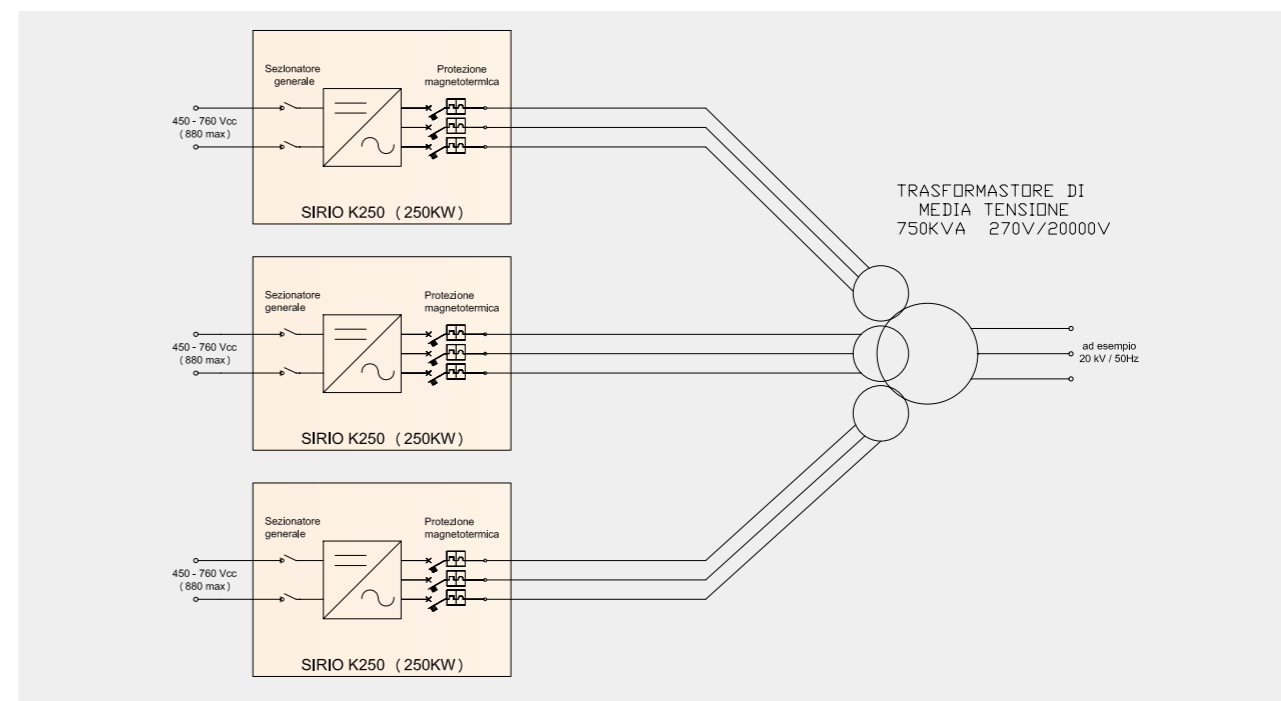 Sezionatore
generale
Protezione
magnetotermica
450 - 760 Vcc
( 880 max )
SIRIO K250 ( 250KW )
TRASFORMASTORE DI
MEDIA TENSIONE
750KVA 270V/20000V
Sezionatore
generale
Protezione
magnetotermica
450 - 760 Vcc
( 880 max )
SIRIO K250 ( 250KW )
ad esempio
20 kV / 50Hz
Sezionatore
generale
Protezione
magnetotermica
450 - 760 Vcc
( 880 max )
SIRIO K250 ( 250KW )